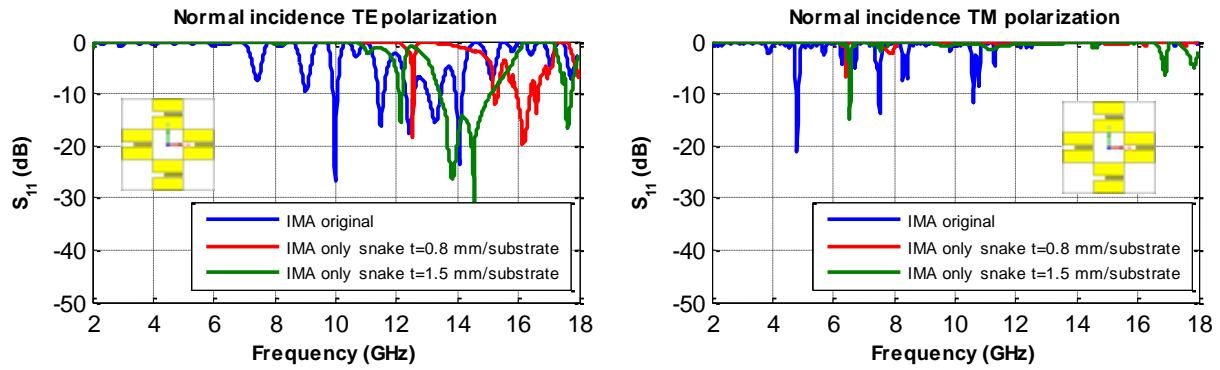 Normal incidence TE polarization
0
-10
-20
-30
-40
-50
S11 (dB)
IMA original
IMA only snake t=0.8 mm/substrate
IMA only snake t=1.5 mm/substrate
2 4 6 8 10 12 14 16 18
Frequency (GHz)
Normal incidence TM polarization
0
-10
-20
-30
-40
-50
S11 (dB)
IMA original
IMA only snake t=0.8 mm/substrate
IMA only snake t=1.5 mm/substrate
2 4 6 8 10 12 14 16 18
Frequency (GHz)